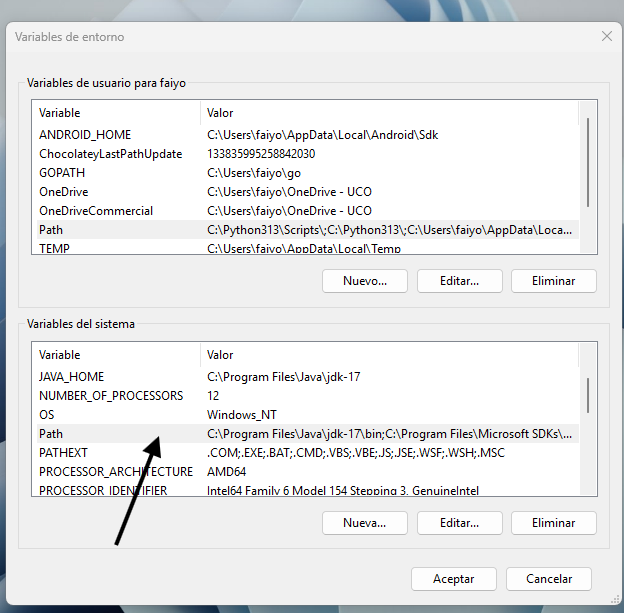 Variables de entorno
Variables de usuario para faiyo
Variable Valor
ANDROID_HOME C:\Users\faiyo\AppData\Local\Android\Sdk
ChocolateyLastPathUpdate 133835995258842030
GOPATH C:\Users\faiyo\go
OneDrive C:\Users\faiyo\OneDrive - UCO
OneDriveCommercial C:\Users\faiyo\OneDrive - UCO
Path C:\Python313\Scripts\;C:\Python313\;C:\Users\faiyo\AppData\Loca...
TEMP C:\Users\faiyo\AppData\Local\Temp
Nuevo... Editar... Eliminar
Variables del sistema
Variable Valor
JAVA_HOME C:\Program Files\Java\jdk-17
NUMBER_OF_PROCESSORS 12
OS Windows_NT
Path C:\Program Files\Java\jdk-17\bin;C:\Program Files\Microsoft SDKs\...
PATHEXT .COM;.EXE;.BAT;.CMD;.VBS;.VBE;.JS;.JSE;.WSF;.WSH;.MSC
PROCESSOR_ARCHITECTURE AMD64
PROCESSOR_IDENTIFIER Intel64 Family 6 Model 154 Stepping 3, GenuineIntel
Nueva... Editar... Eliminar
Aceptar Cancelar